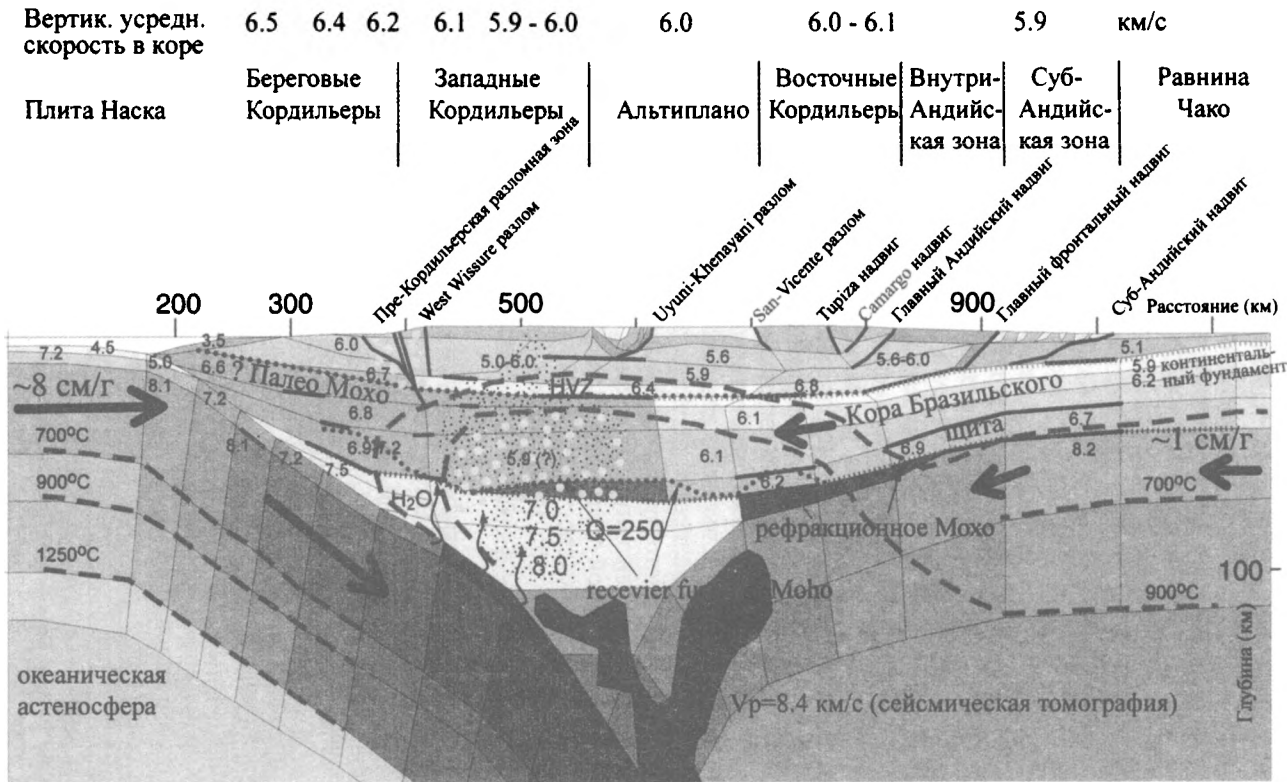 Вертик. усредн. 6.5 6.4 6.2 6.1 5.9 - 6.0 6.0 6.0 - 6.1 5.9 км/с
скорость в коре
Плита Наска
Береговые
Кордильеры
Западные
Кордильеры
Альтиплано
Восточные
Кордильеры
Внутри-
Андийс-
кая зона
Суб-
Андийс-
кая зона
Равнина
Чако
Пре-Кордильерская разломная зона
West Wissure разлом
Uyuni-Khenayani разлом
San-Vicente разлом
Tupiza надвиг
Camargo надвиг
Главный Андийский надвиг
Главный фронтальный надвиг
Суб-Андийский надвиг
200 300 500 900 Расстояние (км)
7.2 4.5 3.5 6.0 5.0-6.0 5.6 5.6-6.0 5.1
5.0 6.6 ? 6.7 5.9 5.9 континенталь-
8.1 Палео Мохо HVZ 6.4 6.8 6.2 ный фундамент
~8 см/г 7.2 6.8 6.1 Кора Бразильского
щита 6.7
700°C 8.1 7.2 7.5 5.9 (?) 6.1 6.2 6.9 8.2 ~1 см/г
900°C H₂O 7.0 700°C
7.5 Q=250 рефракционное Мохо
1250°C 8.0 100
recevier Moho 900°C
океаническая
астеносфера
Vp=8.4 км/с (сейсмическая томография)
Глубина (км)